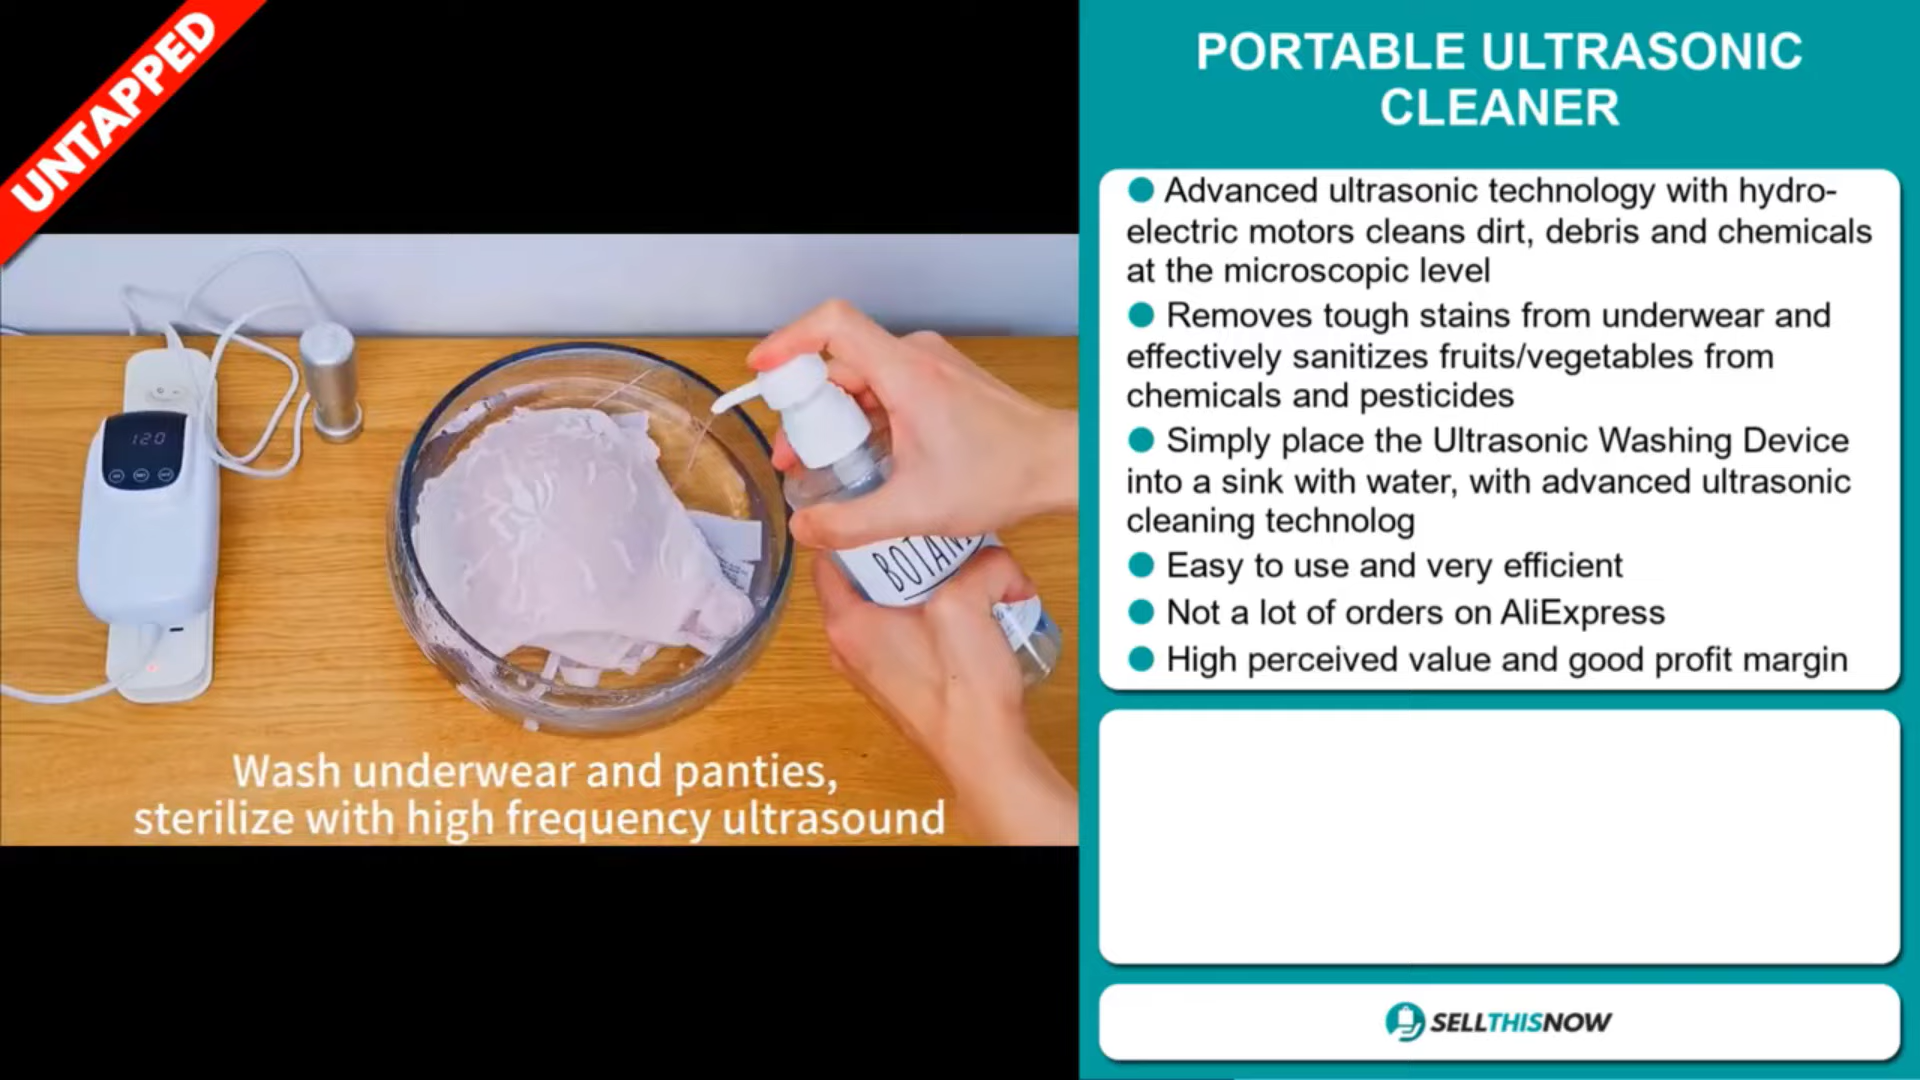 UNTAPPED
PORTABLE ULTRASONIC
CLEANER
Advanced ultrasonic technology with hydro-
electric motors cleans dirt, debris and chemicals
at the microscopic level
Removes tough stains from underwear and
effectively sanitizes fruits/vegetables from
chemicals and pesticides
Simply place the Ultrasonic Washing Device
into a sink with water, with advanced ultrasonic
cleaning technolog
Easy to use and very efficient
Not a lot of orders on AliExpress
High perceived value and good profit margin
120
BOTANI
Wash underwear and panties,
sterilize with high frequency ultrasound
SELLTHISNOW